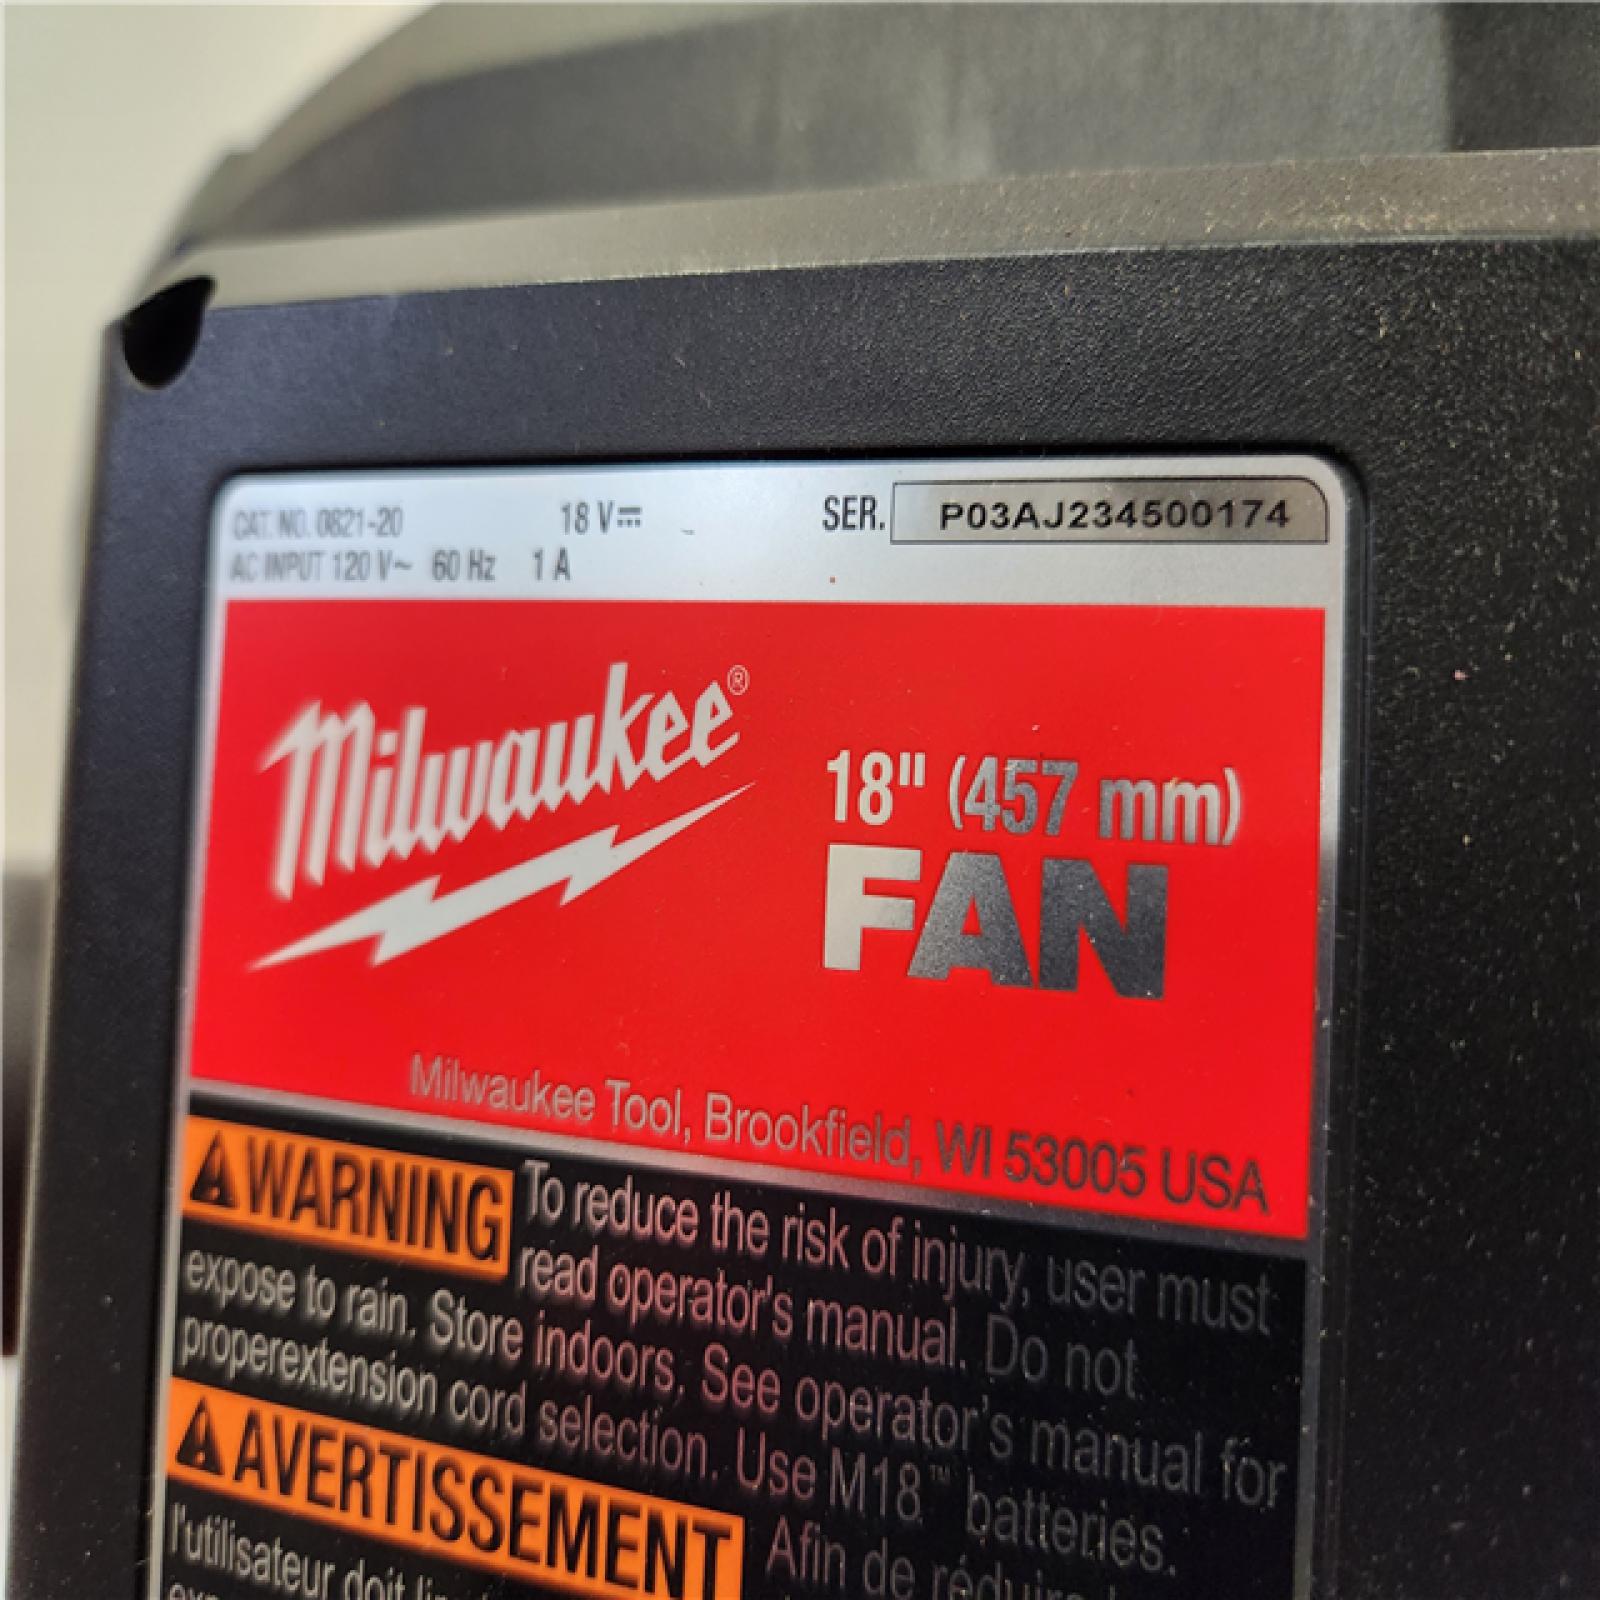 CAT. NO. 0821-20 18 V⎓ SER. P03AJ234500174
AC INPUT 120 V~ 60 Hz 1 A
Milwaukee®
18" (457 mm)
FAN
Milwaukee Tool, Brookfield, WI 53005 USA
⚠WARNING To reduce the risk of injury, user must
read operator's manual. Do not
expose to rain. Store indoors. See operator's manual for
properextension cord selection. Use M18™ batteries.
⚠AVERTISSEMENT Afin de réduire
l'utilisateur doit